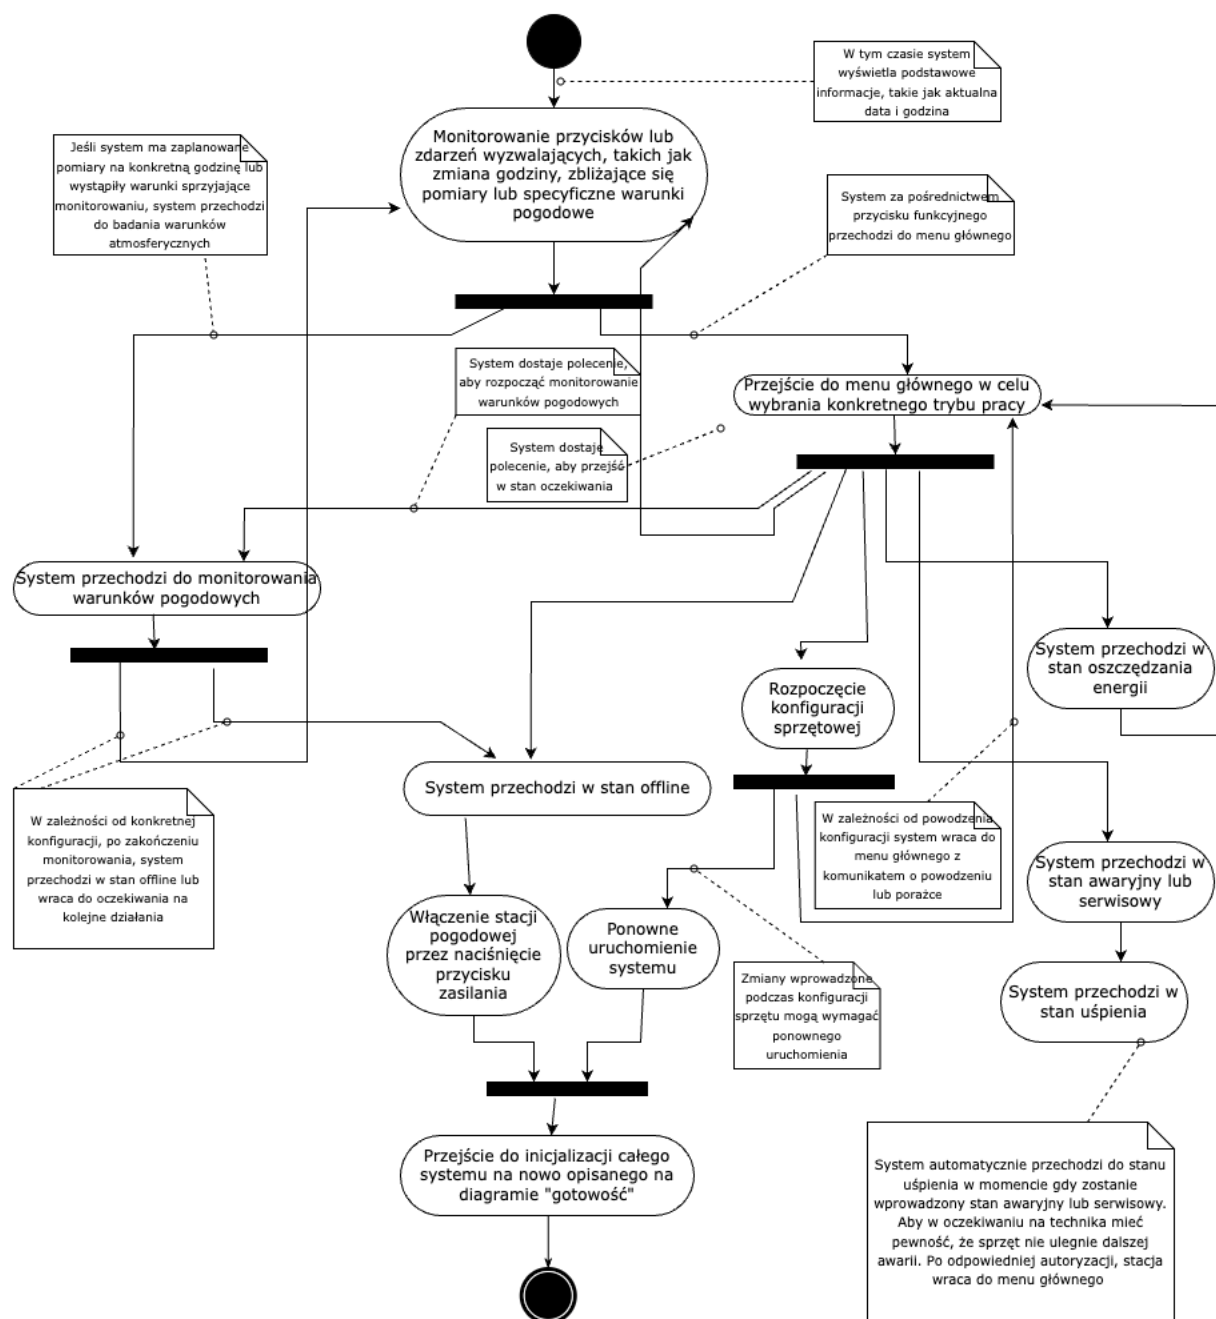 W tym czasie system
wyświetla podstawowe
informacje, takie jak aktualna
data i godzina
Monitorowanie przycisków lub
zdarzeń wyzwalających, takich jak
zmiana godziny, zbliżające się
pomiary lub specyficzne warunki
pogodowe
Jeśli system ma zaplanowane
pomiary na konkretną godzinę lub
wystąpiły warunki sprzyjające
monitorowaniu, system przechodzi
do badania warunków
atmosferycznych
System za pośrednictwem
przycisku funkcyjnego
przechodzi do menu głównego
System dostaje polecenie,
aby rozpocząć monitorowanie
warunków pogodowych
Przejście do menu głównego w celu
wybrania konkretnego trybu pracy
System dostaje
polecenie, aby przejść
w stan oczekiwania
System przechodzi do monitorowania
warunków pogodowych
System przechodzi w
stan oszczędzania
energii
Rozpoczęcie
konfiguracji
sprzętowej
System przechodzi w stan offline
W zależności od konkretnej
konfiguracji, po zakończeniu
monitorowania, system
przechodzi w stan offline lub
wraca do oczekiwania na
kolejne działania
W zależności od powodzenia
konfiguracji system wraca do
menu głównego z
komunikatem o powodzeniu
lub porażce
System przechodzi w
stan awaryjny lub
serwisowy
Włączenie stacji
pogodowej
przez naciśnięcie
przycisku
zasilania
Ponowne
uruchomienie
systemu
Zmiany wprowadzone
podczas konfiguracji
sprzętu mogą wymagać
ponownego
uruchomienia
System przechodzi w
stan uśpienia
Przejście do inicjalizacji całego
systemu na nowo opisanego na
diagramie "gotowość"
System automatycznie przechodzi do stanu
uśpienia w momencie gdy zostanie
wprowadzony stan awaryjny lub serwisowy.
Aby w oczekiwaniu na technika mieć
pewność, że sprzęt nie ulegnie dalszej
awarii. Po odpowiedniej autoryzacji, stacja
wraca do menu głównego